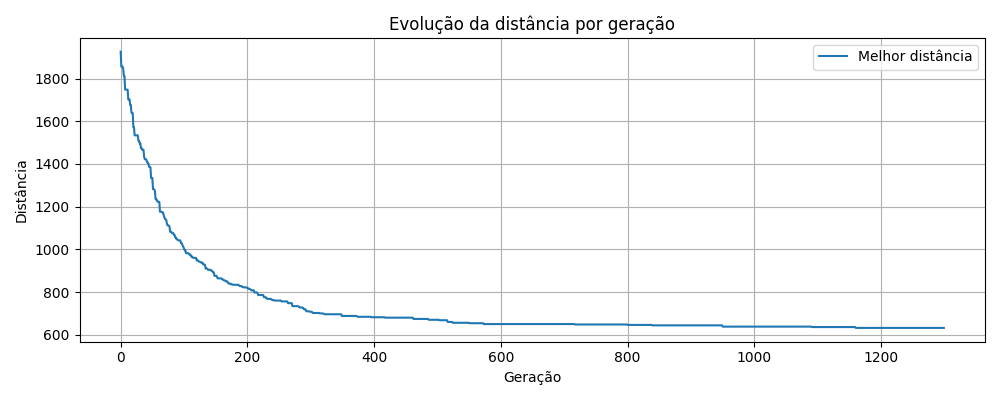 Evolução da distância por geração
Melhor distância
Distância
1800
1600
1400
1200
1000
800
600
0 200 400 600 800 1000 1200
Geração